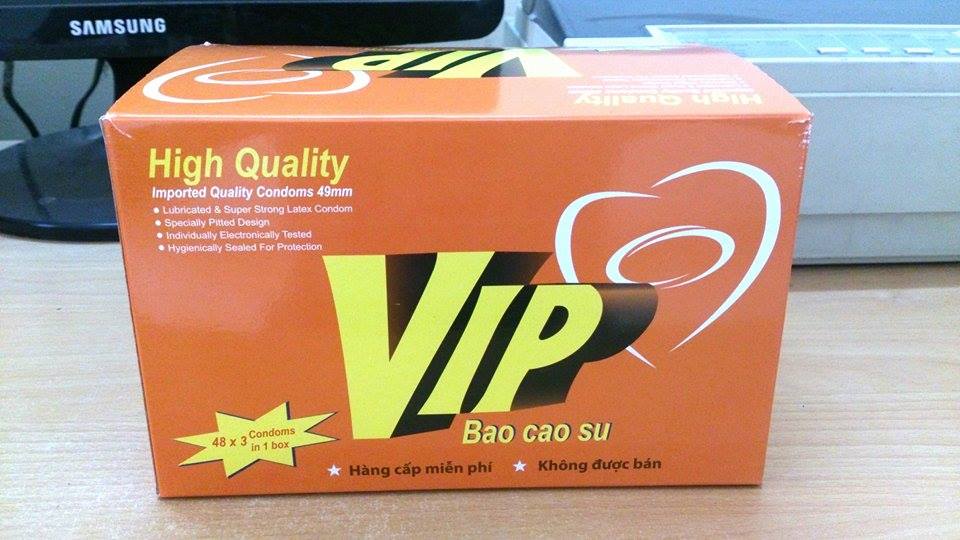 SAMSUNG
VIP
High Quality
High Quality
Imported Quality Condoms 49mm
Lubricated & Super Strong Latex Condom
Specially Pitted Design
Individually Electronically Tested
Hygienically Sealed For Protection
VIP
Bao cao su
48 x 3 Condoms
in 1 box
Hàng cấp miễn phí
Không được bán